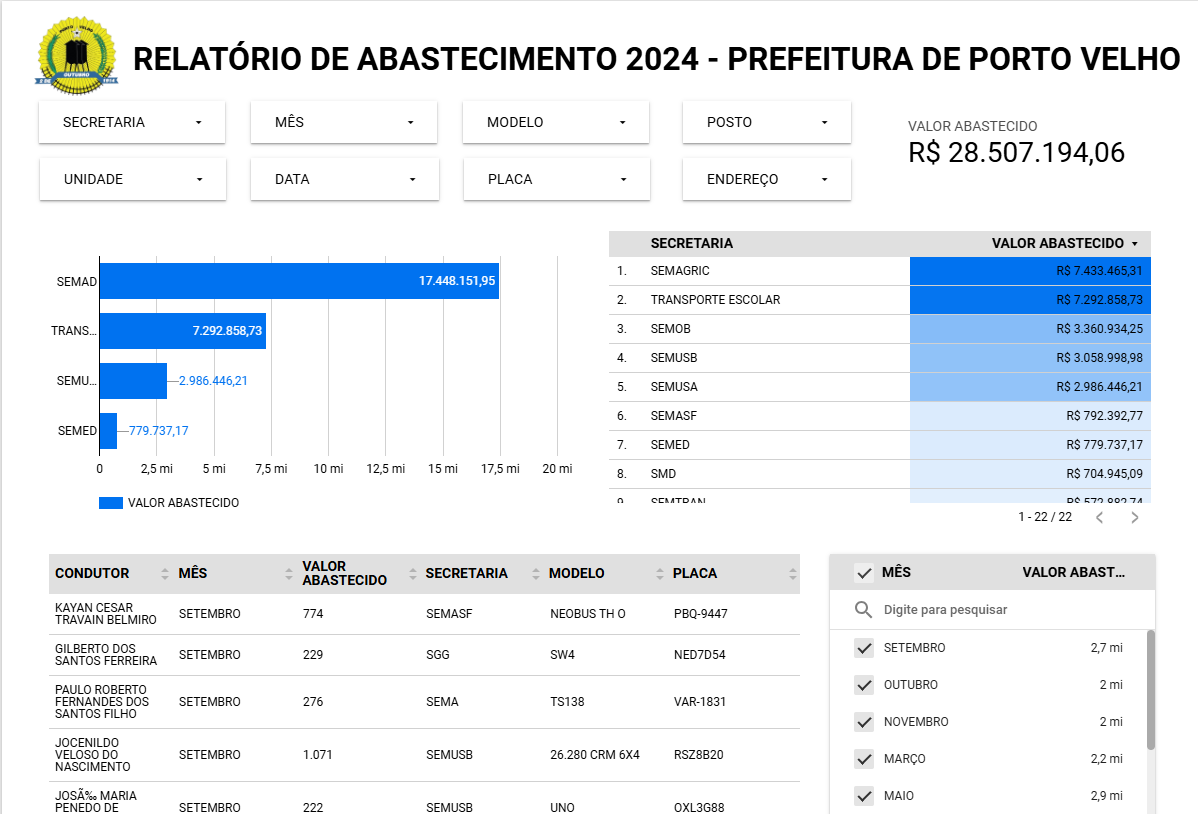 PORTO VELHO
OUTUBRO
RELATÓRIO DE ABASTECIMENTO 2024 - PREFEITURA DE PORTO VELHO
SECRETARIA
MÊS
MODELO
POSTO
UNIDADE
DATA
PLACA
ENDEREÇO
VALOR ABASTECIDO
R$ 28.507.194,06
SEMAD 17.448.151,95
TRANS... 7.292.858,73
SEMU... 2.986.446,21
SEMED 779.737,17
0 2,5 mi 5 mi 7,5 mi 10 mi 12,5 mi 15 mi 17,5 mi 20 mi
VALOR ABASTECIDO
SECRETARIA VALOR ABASTECIDO
1. SEMAGRIC R$ 7.433.465,31
2. TRANSPORTE ESCOLAR R$ 7.292.858,73
3. SEMOB R$ 3.360.934,25
4. SEMUSB R$ 3.058.998,98
5. SEMUSA R$ 2.986.446,21
6. SEMASF R$ 792.392,77
7. SEMED R$ 779.737,17
8. SMD R$ 704.945,09
9. SEMTRAN R$ 572.882,74
1 - 22 / 22
CONDUTOR MÊS VALOR ABASTECIDO SECRETARIA MODELO PLACA
KAYAN CESAR TRAVAIN BELMIRO SETEMBRO 774 SEMASF NEOBUS TH O PBQ-9447
GILBERTO DOS SANTOS FERREIRA SETEMBRO 229 SGG SW4 NED7D54
PAULO ROBERTO FERNANDES DOS SANTOS FILHO SETEMBRO 276 SEMA TS138 VAR-1831
JOCENILDO VELOSO DO NASCIMENTO SETEMBRO 1.071 SEMUSB 26.280 CRM 6X4 RSZ8B20
JOSÃ‰ MARIA PENEDO DE SETEMBRO 222 SEMUSB UNO OXL3G88
MÊS VALOR ABAST...
Digite para pesquisar
SETEMBRO 2,7 mi
OUTUBRO 2 mi
NOVEMBRO 2 mi
MARÇO 2,2 mi
MAIO 2,9 mi